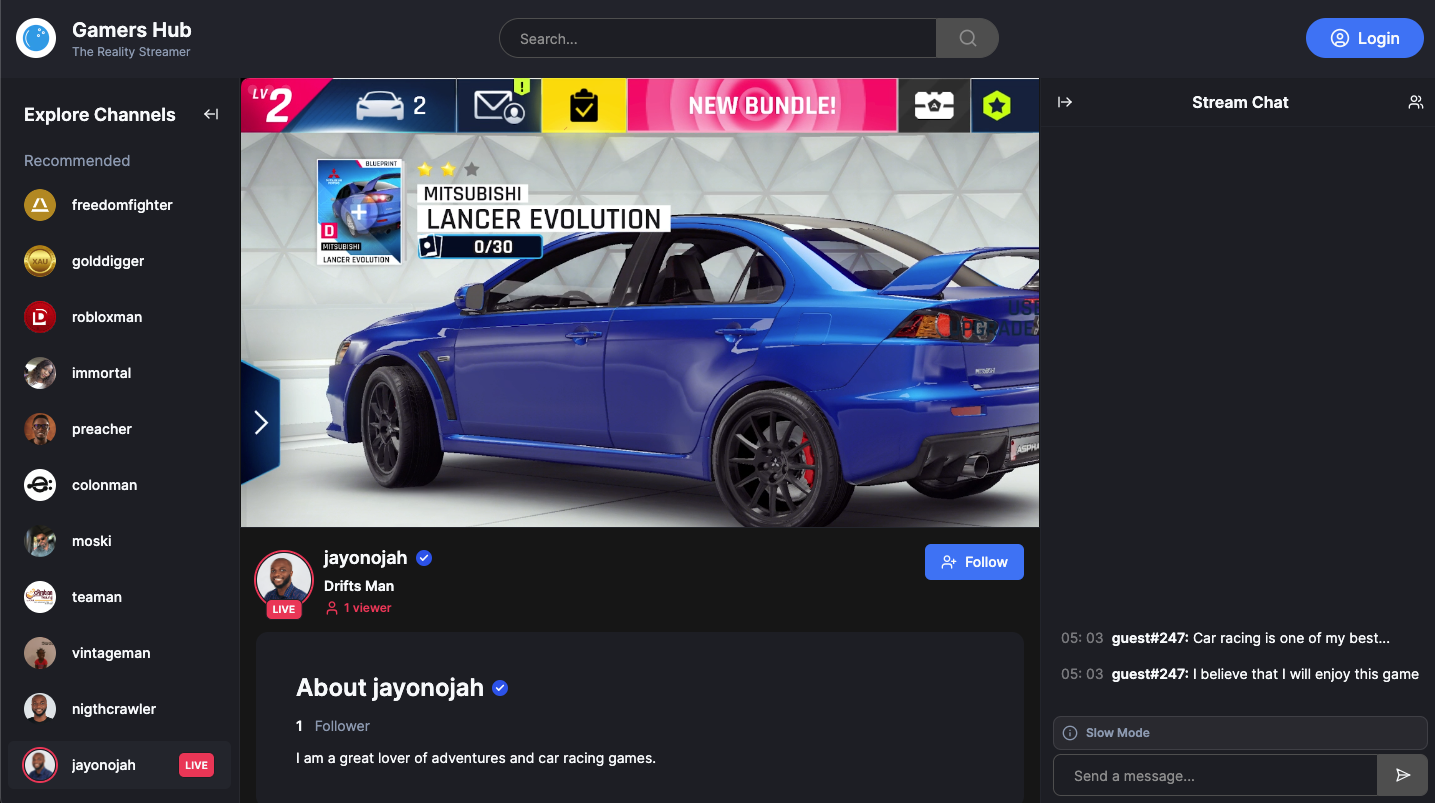 Gamers Hub
The Reality Streamer
Search...
Login
Explore Channels
Recommended
freedomfighter
XAU
golddigger
robloxman
immortal
preacher
colonman
moski
teaman
vintageman
nigthcrawler
jayonojah
LIVE
LV 2
2
!
NEW BUNDLE!
BLUEPRINT
D
MITSUBISHI
LANCER EVOLUTION
MITSUBISHI
LANCER EVOLUTION
0/30
UPGRADE
MITSUBISHI
ASPHA
jayonojah
Drifts Man
1 viewer
LIVE
Follow
About jayonojah
1 Follower
I am a great lover of adventures and car racing games.
Stream Chat
05: 03 guest#247: Car racing is one of my best...
05: 03 guest#247: I believe that I will enjoy this game
Slow Mode
Send a message...